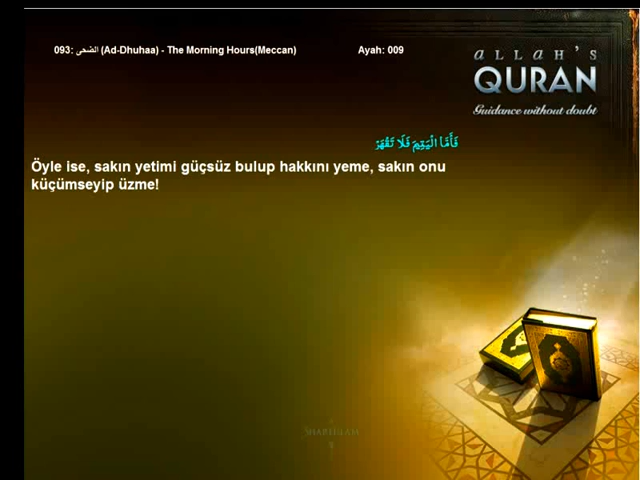 093: الضحى (Ad-Dhuhaa) - The Morning Hours(Meccan) Ayah: 009
ALLAH'S
QURAN
Guidance without doubt
فَأَمَّا الْيَتِيمَ فَلَا تَقْهَرْ
Öyle ise, sakın yetimi güçsüz bulup hakkını yeme, sakın onu
küçümseyip üzme!